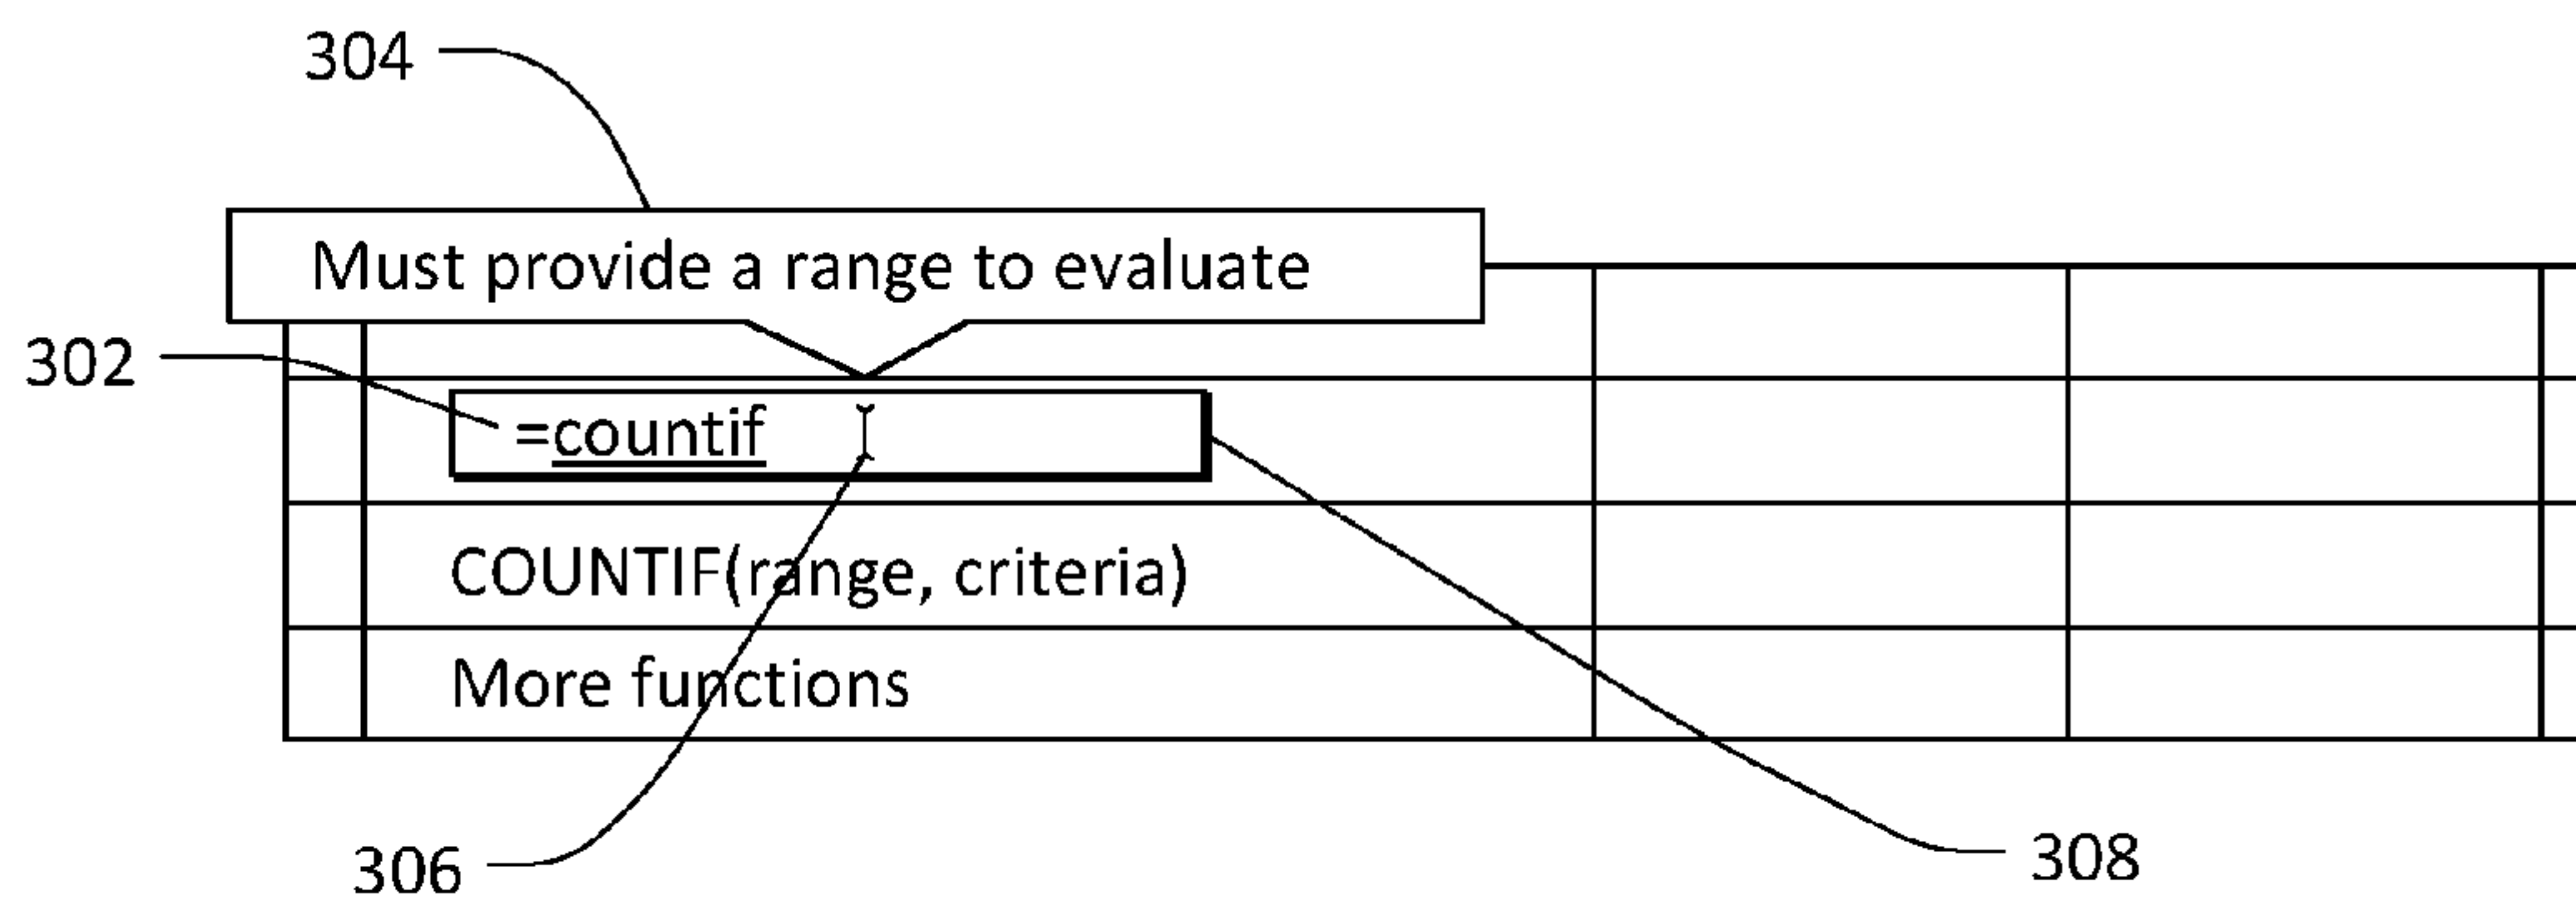 304
Must provide a range to evaluate
302
=countif
COUNTIF(range, criteria)
More functions
306
308